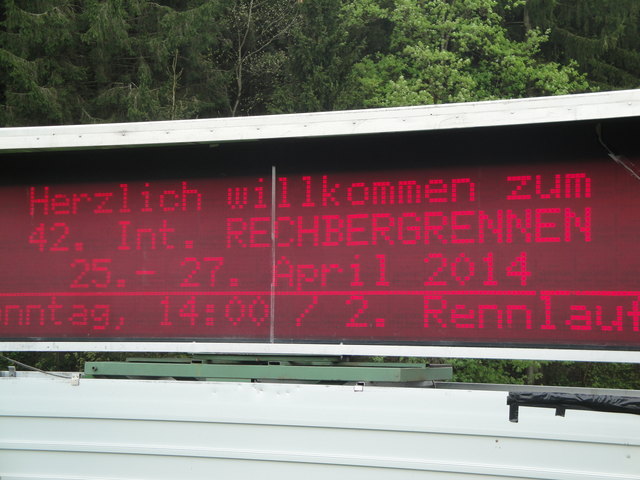 Herzlich willkommen zum
42. Int. RECHBERGRENNEN
25.- 27. April 2014
onntag, 14:00 / 2. Rennlauf